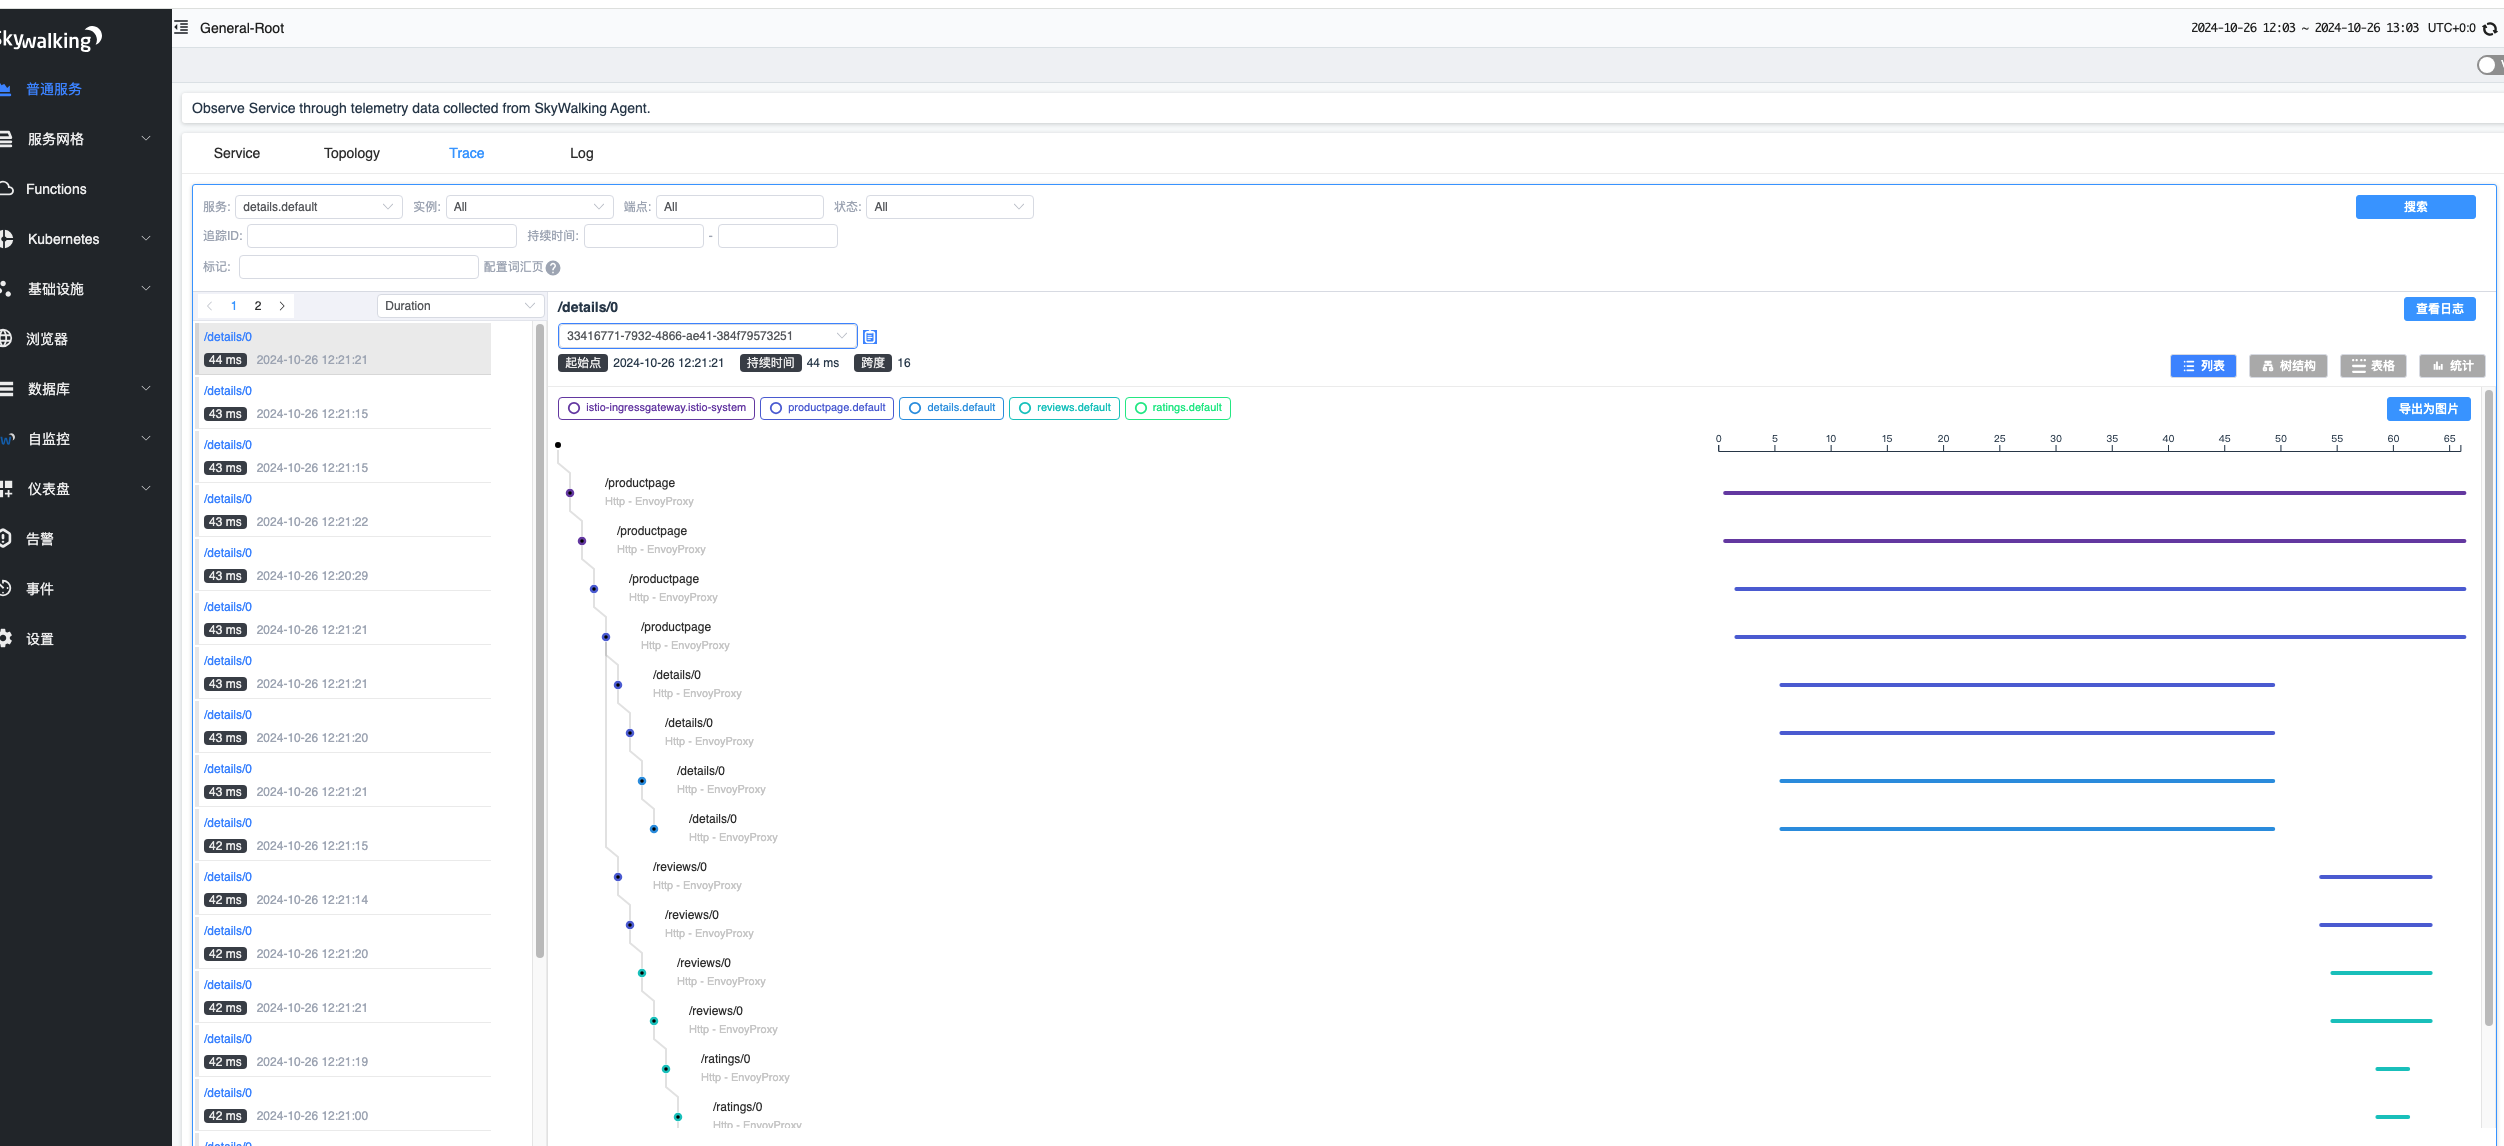 Skywalking
General-Root
2024-10-26 12:03 ~ 2024-10-26 13:03 UTC+0:0
普通服务
服务网格
Functions
Kubernetes
基础设施
浏览器
数据库
自监控
仪表盘
告警
事件
设置
Observe Service through telemetry data collected from SkyWalking Agent.
Service Topology Trace Log
服务: details.default 实例: All 端点: All 状态: All 搜索
追踪ID: 持续时间: -
标记: 配置词汇页 ?
1 2 Duration
/details/0
44 ms 2024-10-26 12:21:21
/details/0
43 ms 2024-10-26 12:21:15
/details/0
43 ms 2024-10-26 12:21:15
/details/0
43 ms 2024-10-26 12:21:22
/details/0
43 ms 2024-10-26 12:20:29
/details/0
43 ms 2024-10-26 12:21:21
/details/0
43 ms 2024-10-26 12:21:21
/details/0
43 ms 2024-10-26 12:21:20
/details/0
43 ms 2024-10-26 12:21:21
/details/0
42 ms 2024-10-26 12:21:15
/details/0
42 ms 2024-10-26 12:21:14
/details/0
42 ms 2024-10-26 12:21:20
/details/0
42 ms 2024-10-26 12:21:21
/details/0
42 ms 2024-10-26 12:21:19
/details/0
42 ms 2024-10-26 12:21:00
/details/0
/details/0 查看日志
33416771-7932-4866-ae41-384f79573251
起始点 2024-10-26 12:21:21 持续时间 44 ms 跨度 16
列表 树结构 表格 统计
istio-ingressgateway.istio-system productpage.default details.default reviews.default ratings.default 导出为图片
0 5 10 15 20 25 30 35 40 45 50 55 60 65
/productpage
Http - EnvoyProxy
/productpage
Http - EnvoyProxy
/productpage
Http - EnvoyProxy
/productpage
Http - EnvoyProxy
/details/0
Http - EnvoyProxy
/details/0
Http - EnvoyProxy
/details/0
Http - EnvoyProxy
/details/0
Http - EnvoyProxy
/reviews/0
Http - EnvoyProxy
/reviews/0
Http - EnvoyProxy
/reviews/0
Http - EnvoyProxy
/reviews/0
Http - EnvoyProxy
/ratings/0
Http - EnvoyProxy
/ratings/0
Http - EnvoyProxy